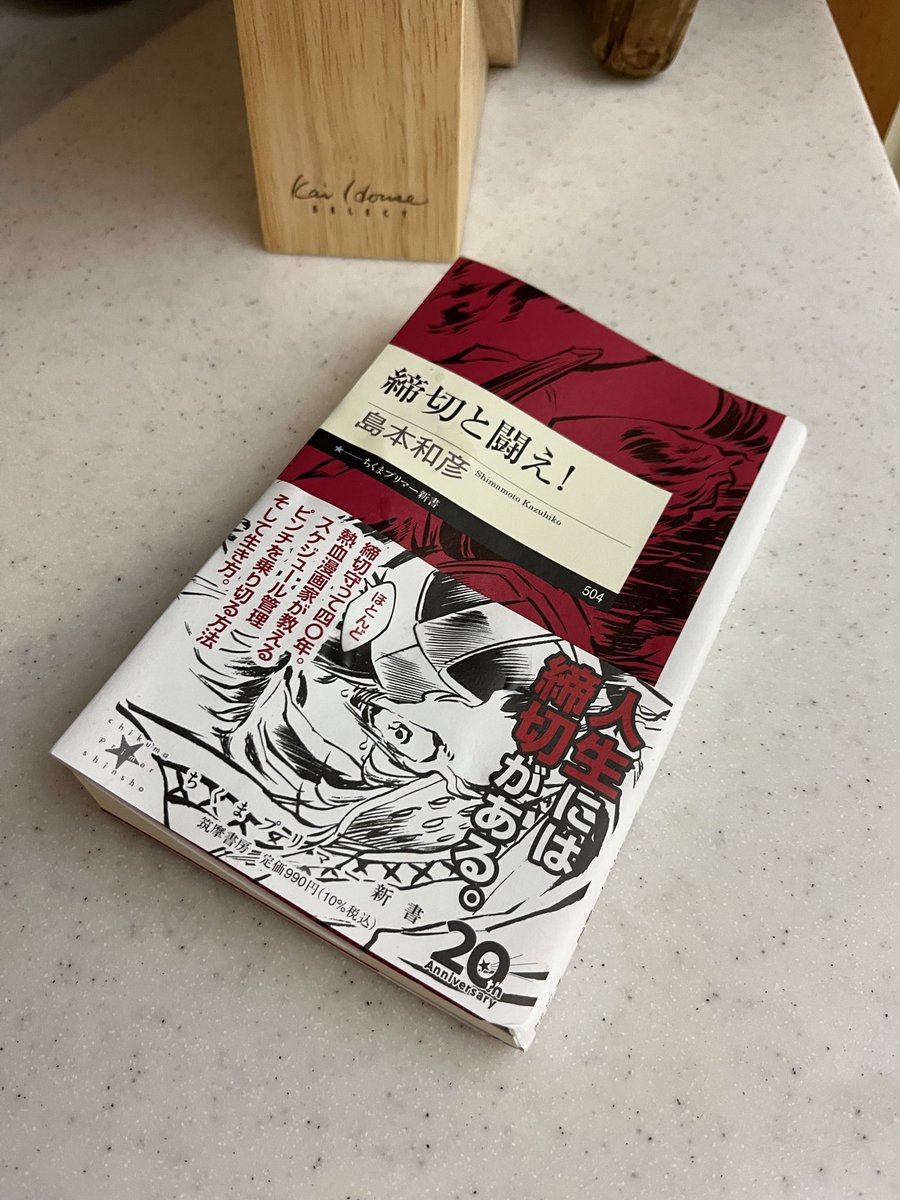 Kai House
SELECT
締切と闘え!
島本和彦
Shimamoto Kazuhiko
★──ちくまプリマー新書
504
人生には
締切がある。
ほとんど
締切守って四〇年。
熱血漫画家が教える
スケジュール管理
ピンチを乗り切る方法
そして生き方。
chikuma
primer
shinsho
ちくまプリマー新書
筑摩書房 定価990円(10%税込)
20th
Anniversary